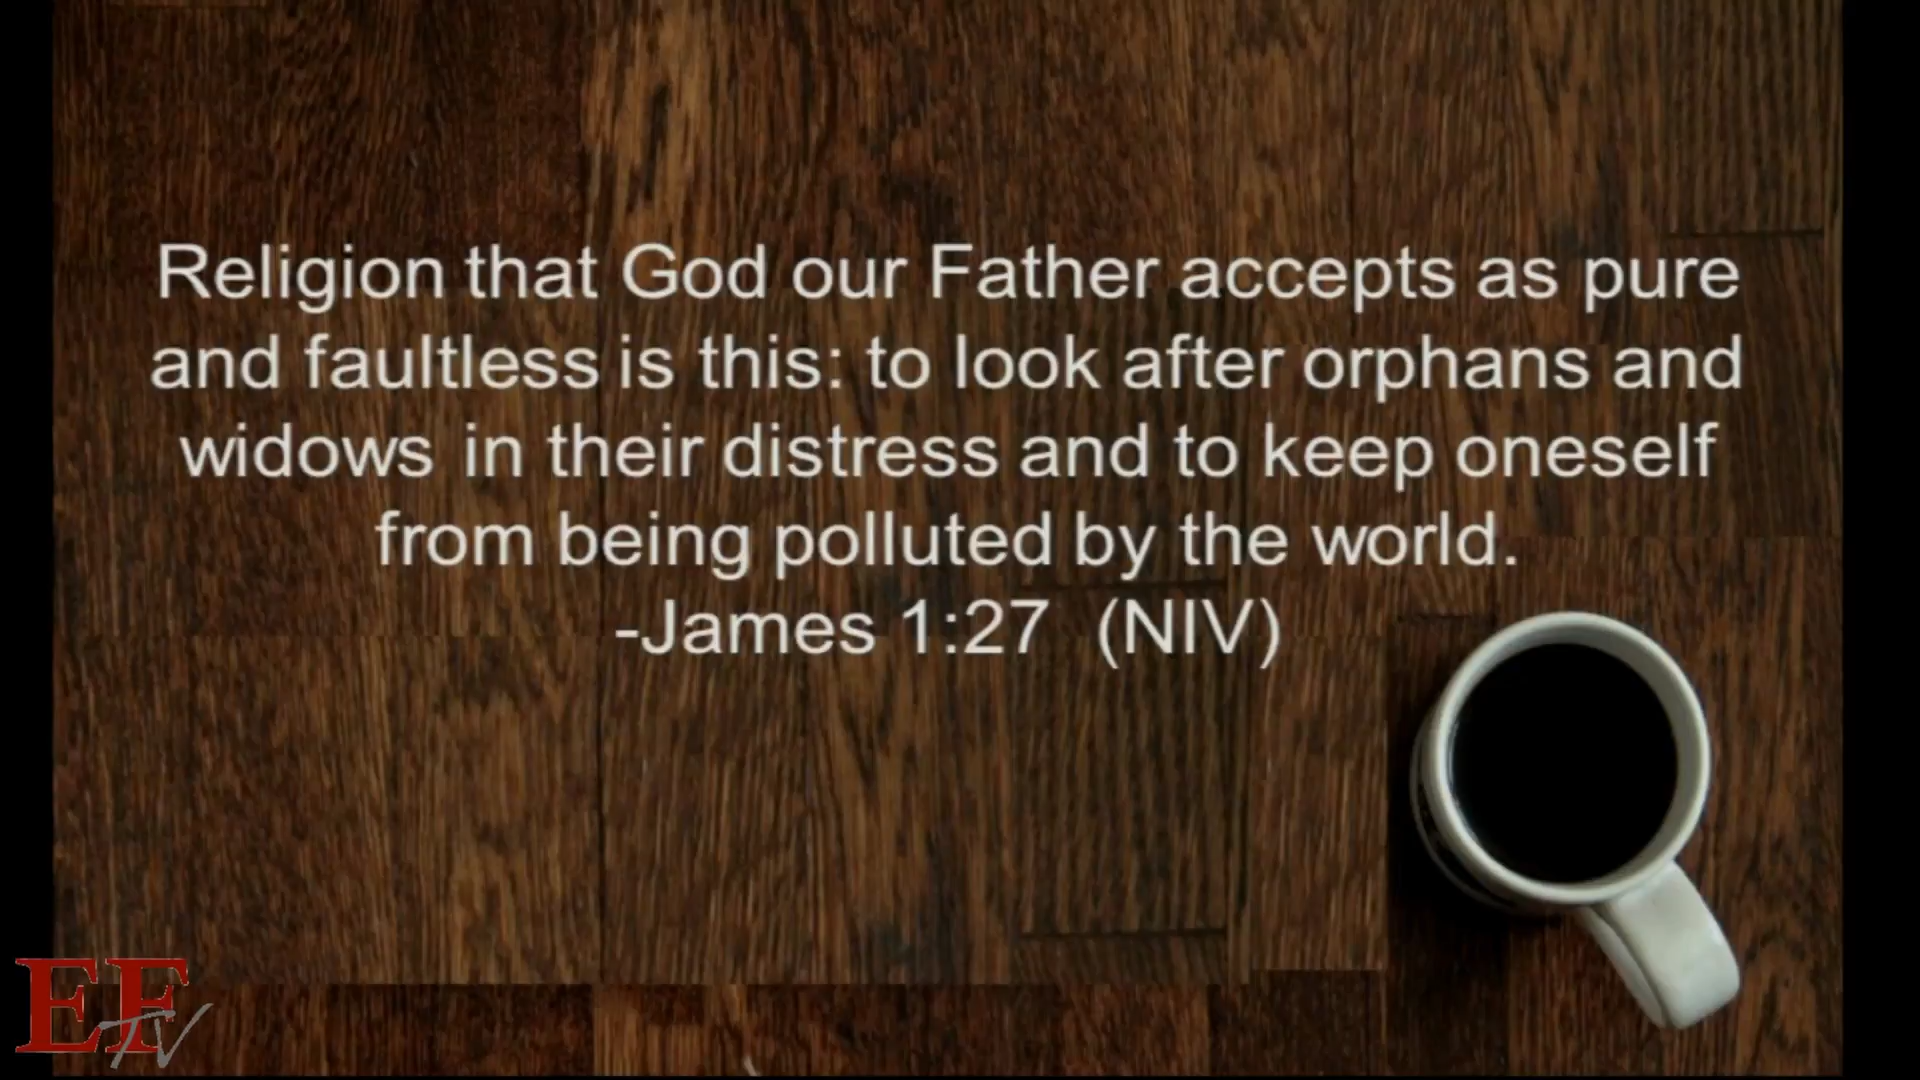 Religion that God our Father accepts as pure
and faultless is this: to look after orphans and
widows in their distress and to keep oneself
from being polluted by the world.
-James 1:27 (NIV)
EF
TV